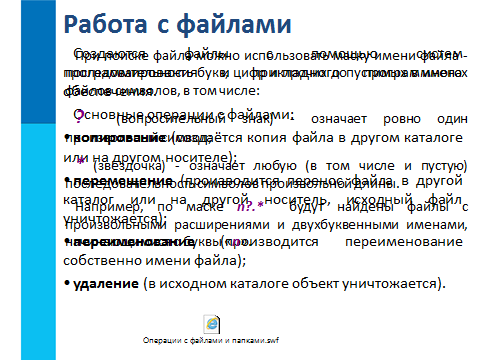 Работа с файлами
Создаются файлы с помощью систем
обеспечения.
Основные операции с файлами:
• копирование (создаётся копия файла в другом каталоге
или на другом носителе);
• перемещение (производится перенос файла в другой
каталог или на другой носитель, исходный файл
уничтожается);
• переименование (производится переименование
собственно имени файла);
• удаление (в исходном каталоге объект уничтожается).
При поиске файла можно использовать маску имени файла -
последовательность букв, цифр и прочих допустимых в именах
файлов символов, в том числе:
? (вопросительный знак) - означает ровно один
произвольный символ;
* (звёздочка) - означает любую (в том числе и пустую)
последовательность символов произвольной длины.
Например, по маске n?.* будут найдены файлы с
произвольными расширениями и двухбуквенными именами,
Операции с файлами и папками.swf